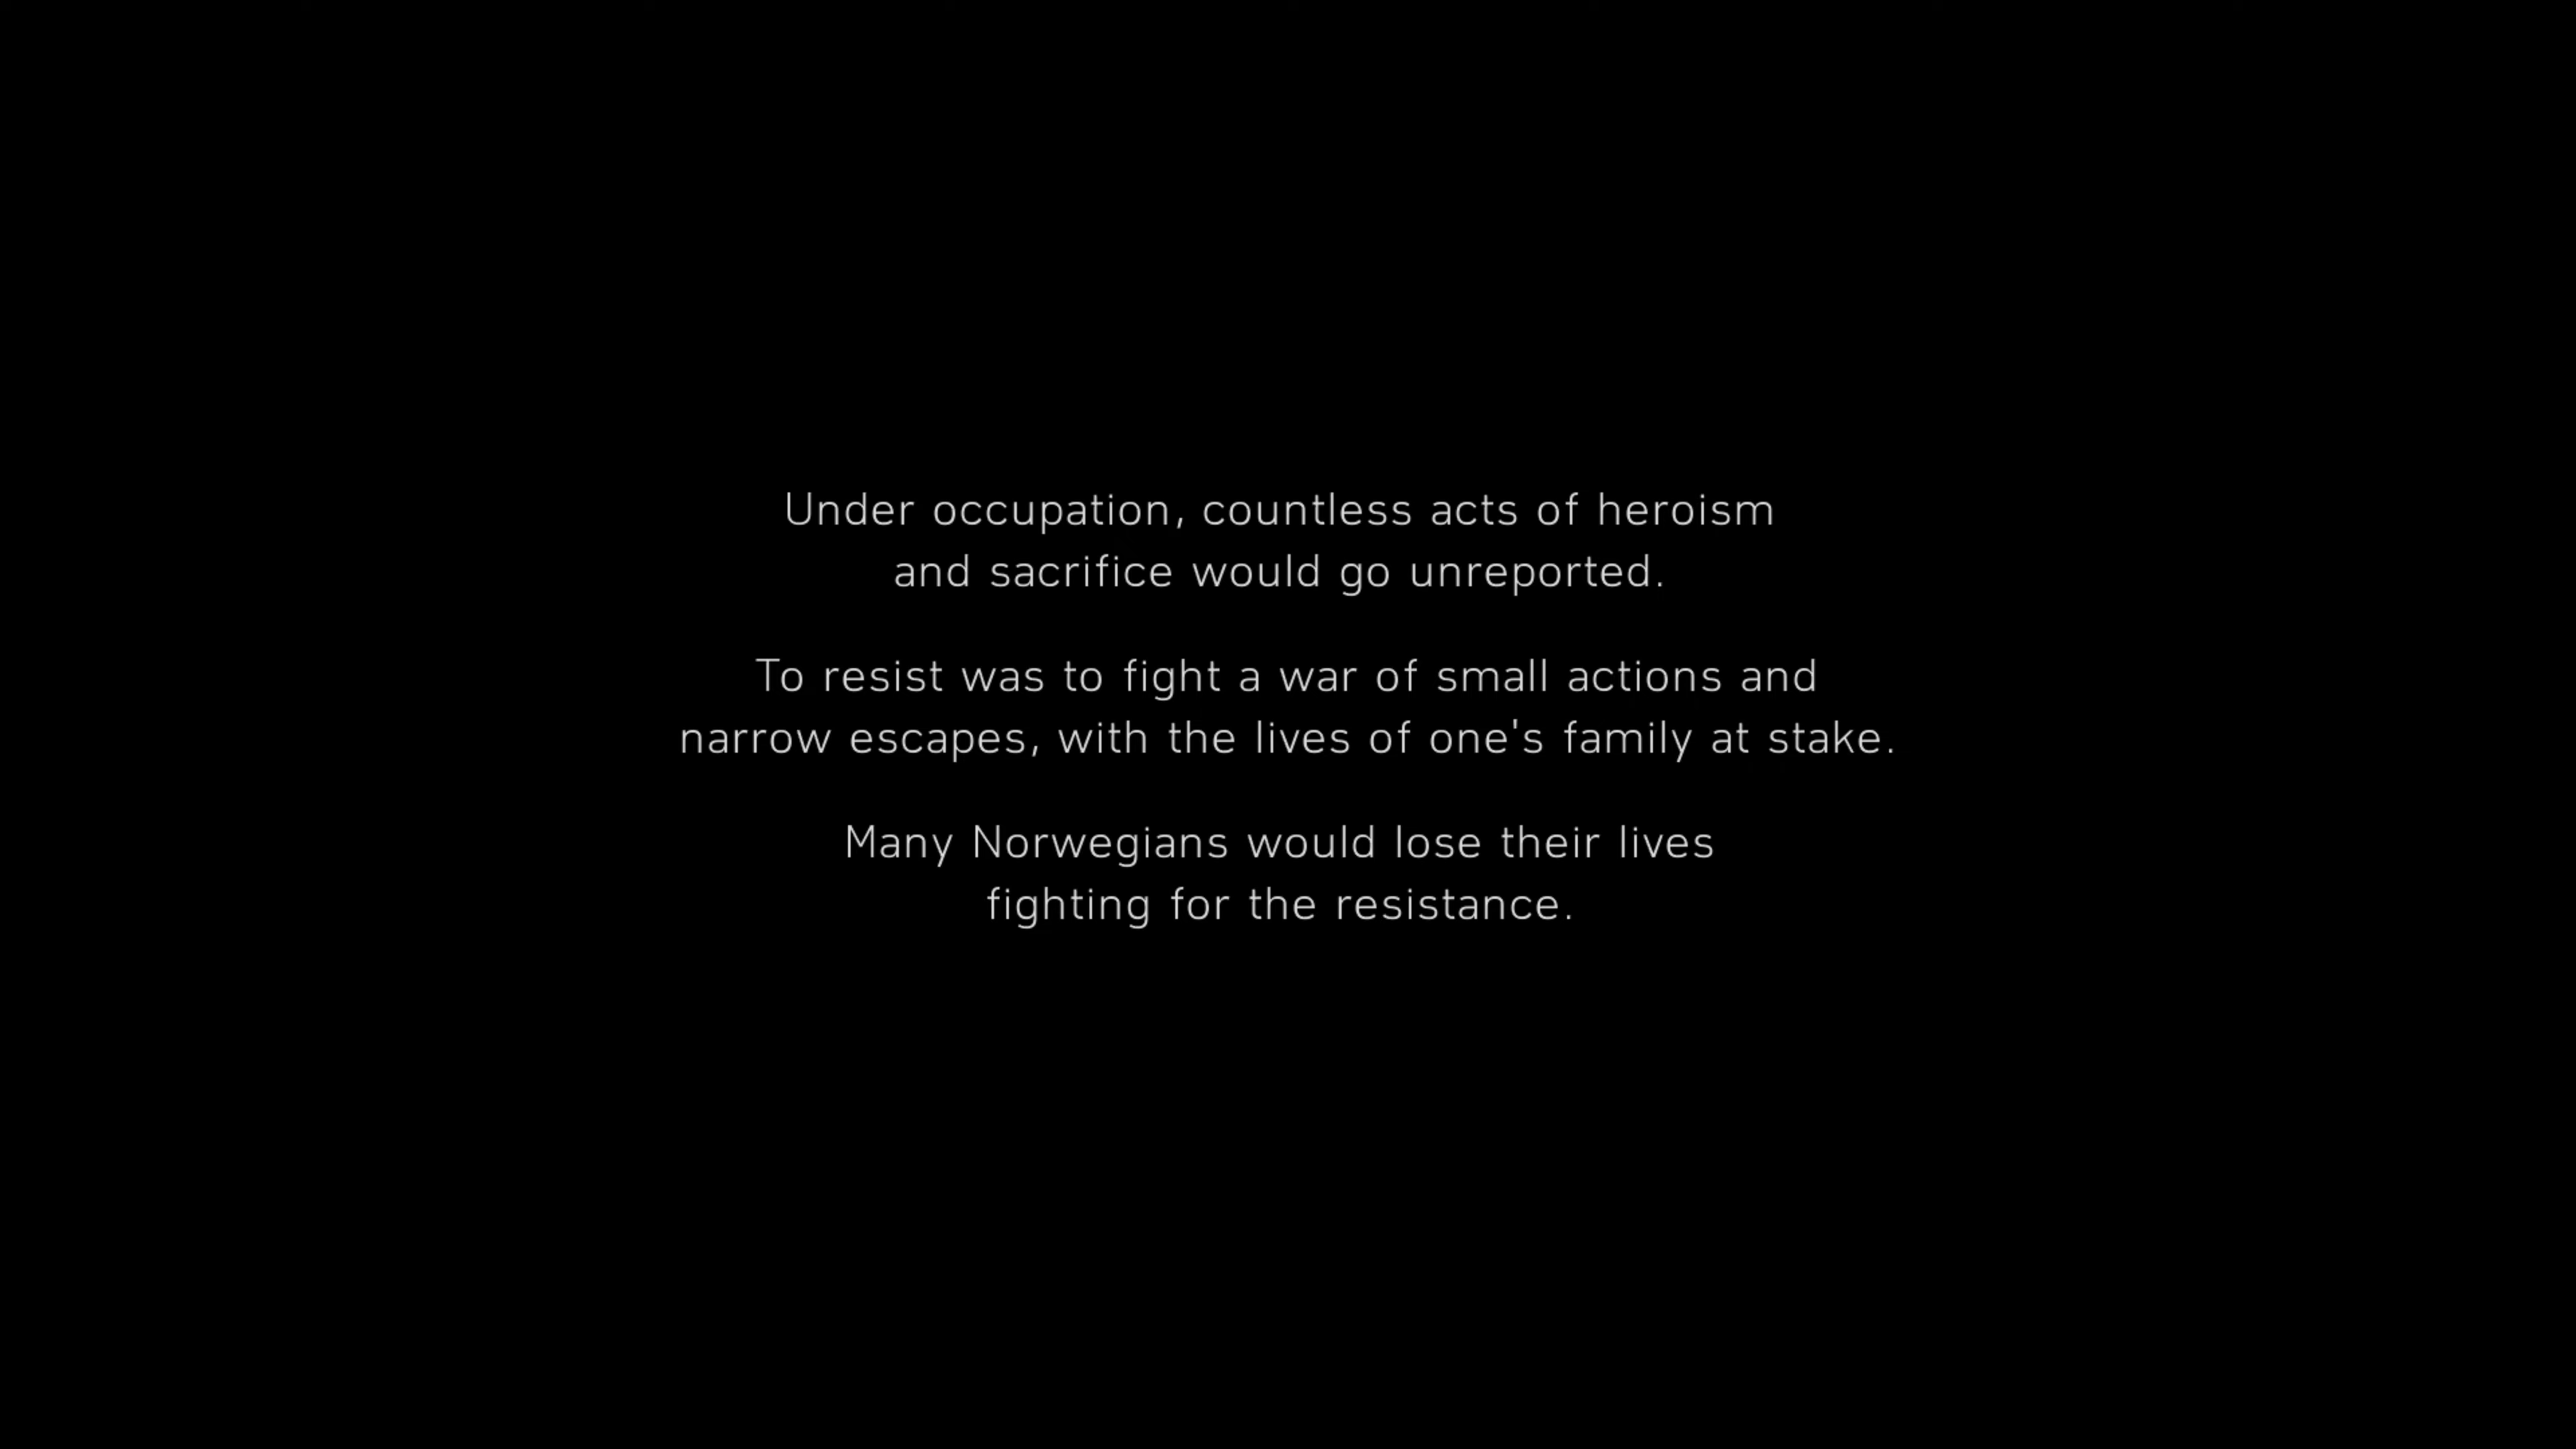 Under occupation, countless acts of heroism
and sacrifice would go unreported.
To resist was to fight a war of small actions and
narrow escapes, with the lives of one's family at stake.
Many Norwegians would lose their lives
fighting for the resistance.